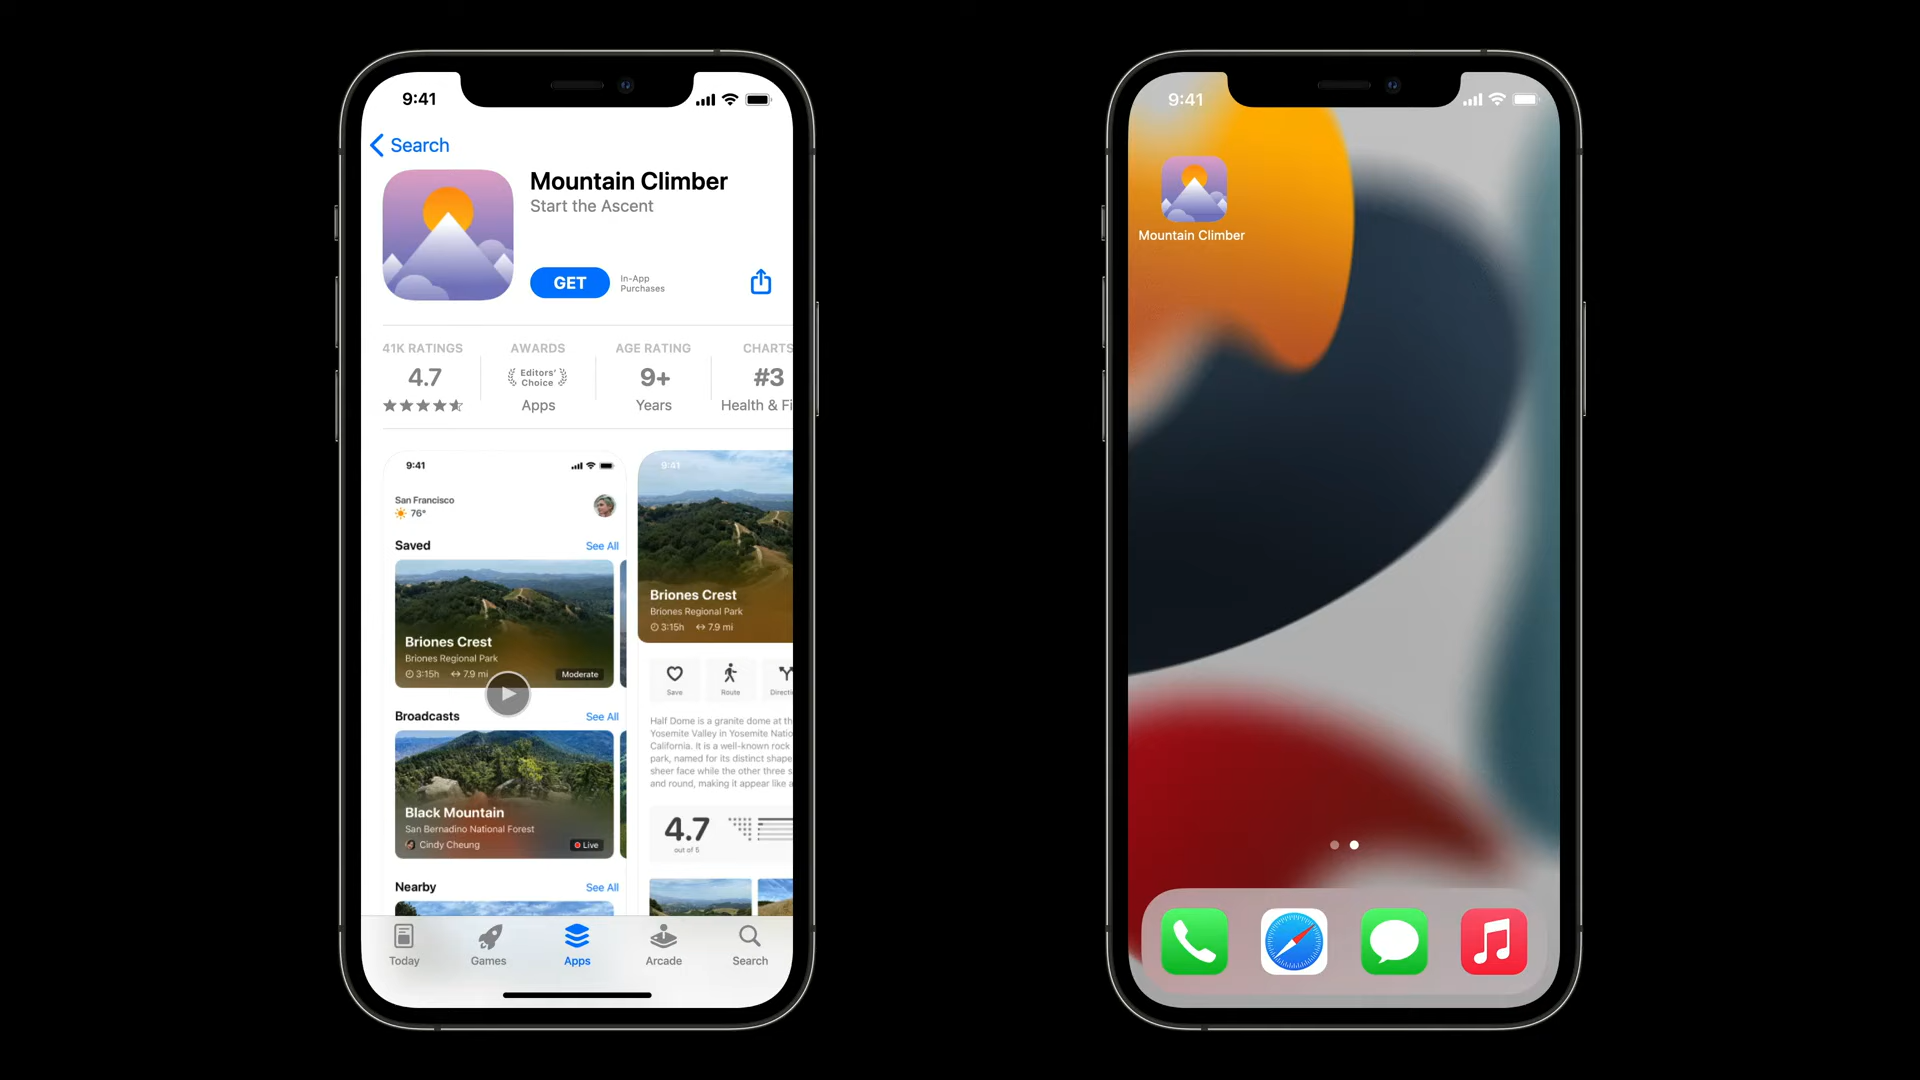 9:41
Search
Mountain Climber
Start the Ascent
GET
In-App
Purchases
41K RATINGS
4.7
AWARDS
Editors'
Choice
Apps
AGE RATING
9+
Years
CHARTS
#3
Health & Fi
9:41
San Francisco
76°
Saved
See All
Briones Crest
Briones Regional Park
3:15h
7.9 mi
Moderate
Broadcasts
See All
Black Mountain
San Bernadino National Forest
Cindy Cheung
Live
Nearby
See All
9:41
Briones Crest
Briones Regional Park
3:15h
7.9 mi
Save
Route
Directi
Half Dome is a granite dome at th
Yosemite Valley in Yosemite Natio
California. It is a well-known rock
park, named for its distinct shape
sheer face while the other three s
and round, making it appear like a
4.7
out of 5
Today
Games
Apps
Arcade
Search
9:41
Mountain Climber